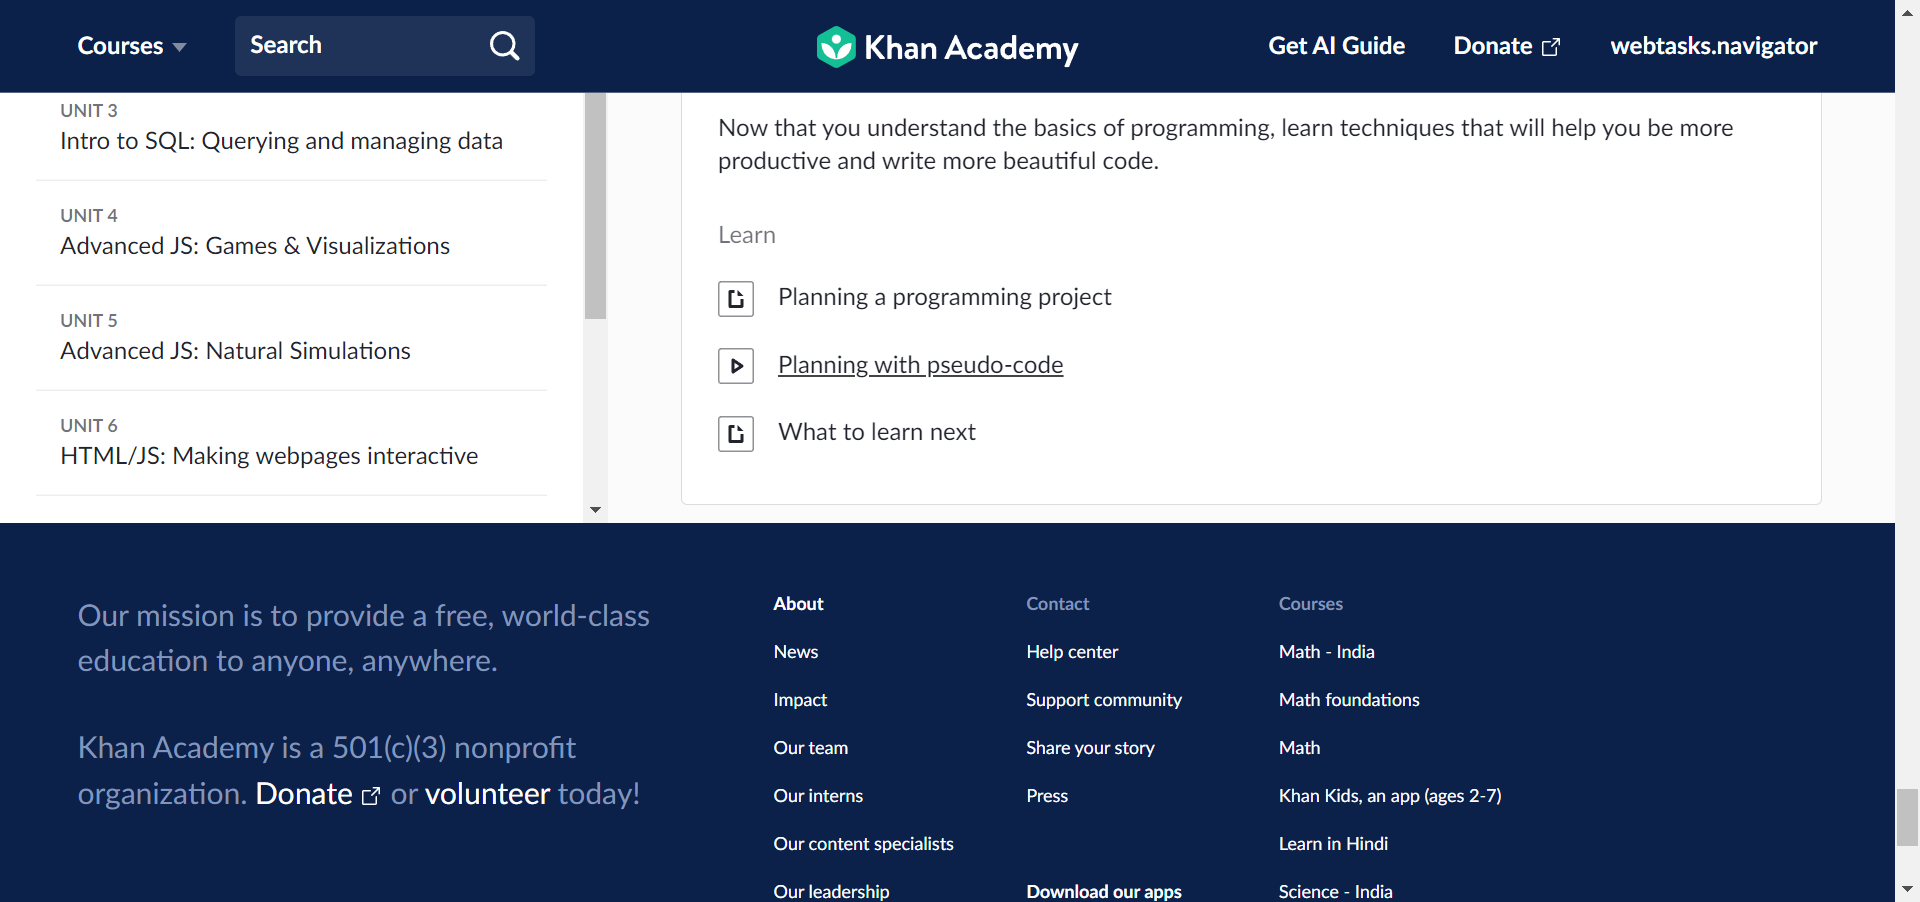 Courses
Search
Khan Academy
Get AI Guide
Donate
webtasks.navigator
UNIT 3
Intro to SQL: Querying and managing data
UNIT 4
Advanced JS: Games & Visualizations
UNIT 5
Advanced JS: Natural Simulations
UNIT 6
HTML/JS: Making webpages interactive
Now that you understand the basics of programming, learn techniques that will help you be more
productive and write more beautiful code.
Learn
Planning a programming project
Planning with pseudo-code
What to learn next
Our mission is to provide a free, world-class
education to anyone, anywhere.
Khan Academy is a 501(c)(3) nonprofit
organization. Donate or volunteer today!
About
News
Impact
Our team
Our interns
Our content specialists
Our leadership
Contact
Help center
Support community
Share your story
Press
Download our apps
Courses
Math - India
Math foundations
Math
Khan Kids, an app (ages 2-7)
Learn in Hindi
Science - India